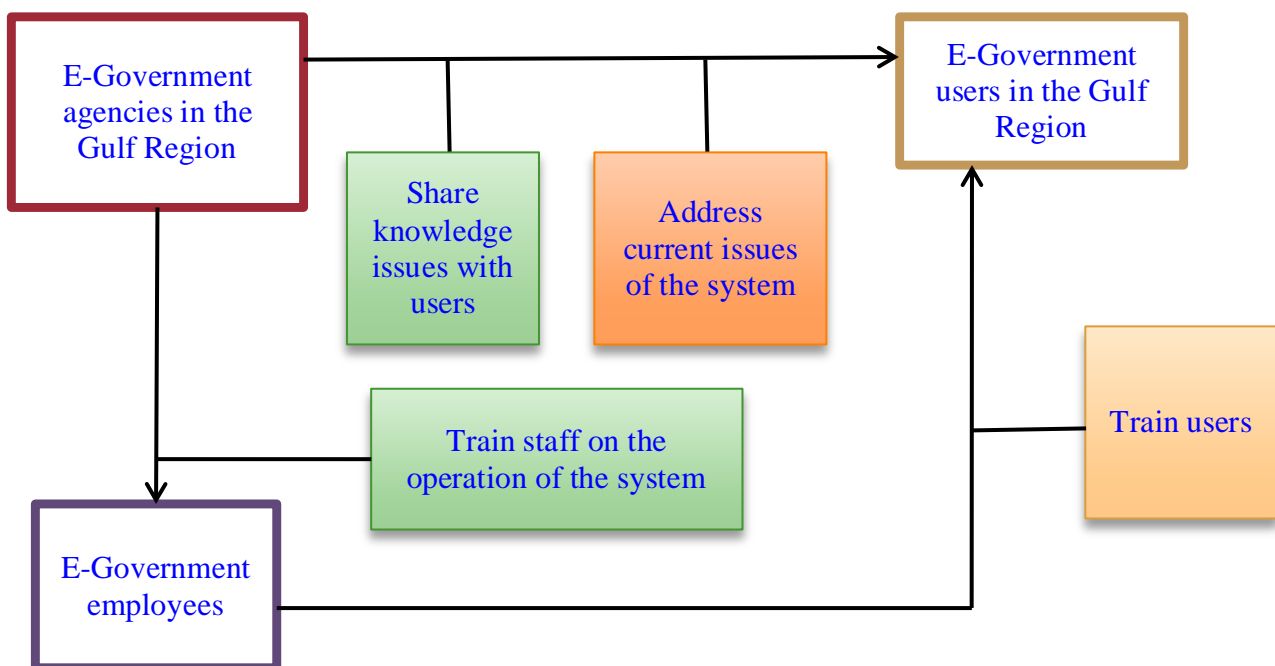 E-Government
agencies in the
Gulf Region
E-Government
users in the Gulf
Region
Share
knowledge
issues with
users
Address
current issues
of the system
Train users
Train staff on the
operation of the system
E-Government
employees